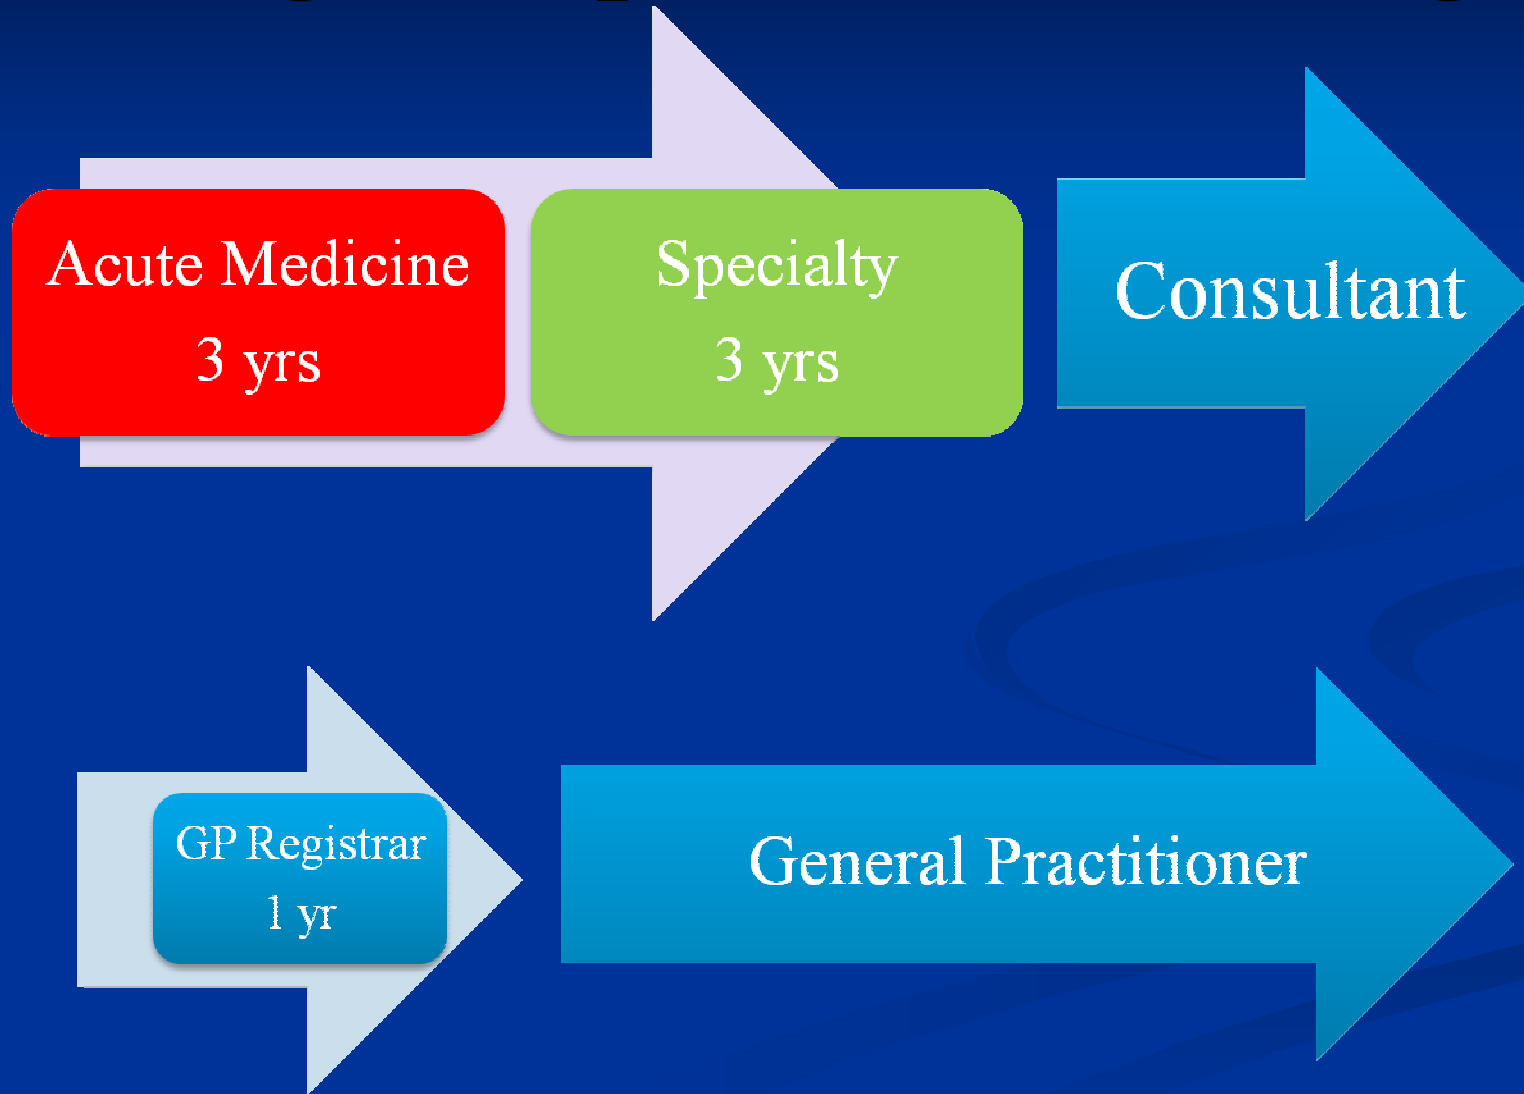 Acute Medicine
3 yrs
Specialty
3 yrs
Consultant
GP Registrar
1 yr
General Practitioner